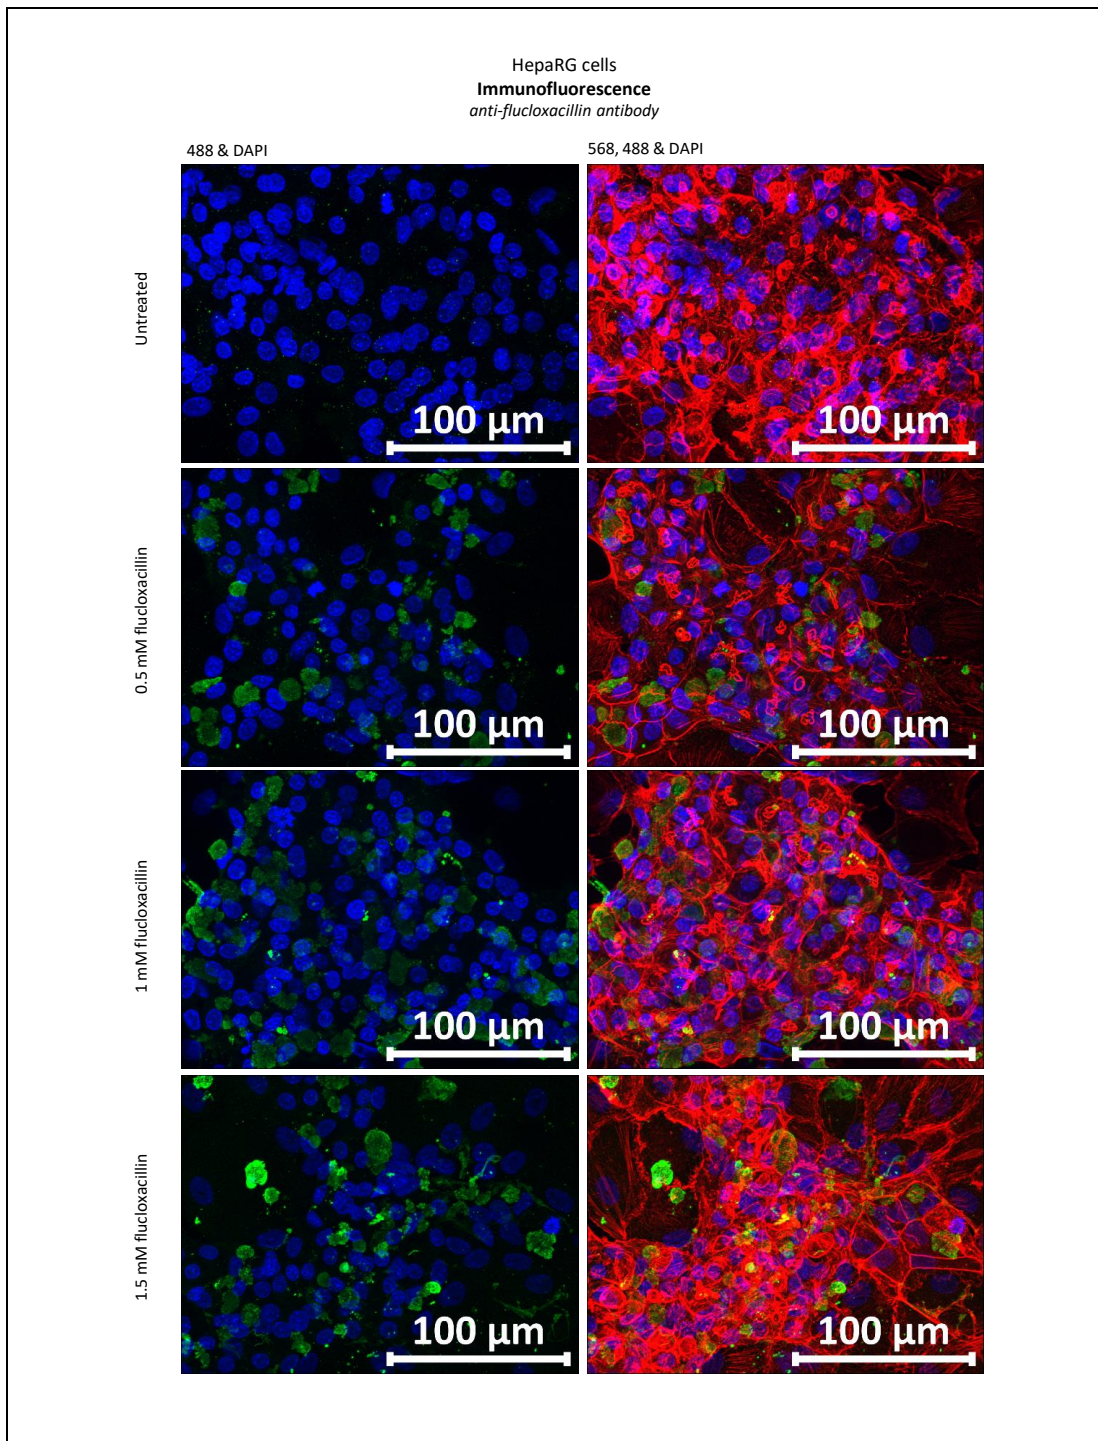 HepaRG cells
Immunofluorescence
anti-flucloxacillin antibody
488 & DAPI
568, 488 & DAPI
Untreated
100 µm
100 µm
0.5 mM flucloxacillin
100 µm
100 µm
1 mM flucloxacillin
100 µm
100 µm
1.5 mM flucloxacillin
100 µm
100 µm